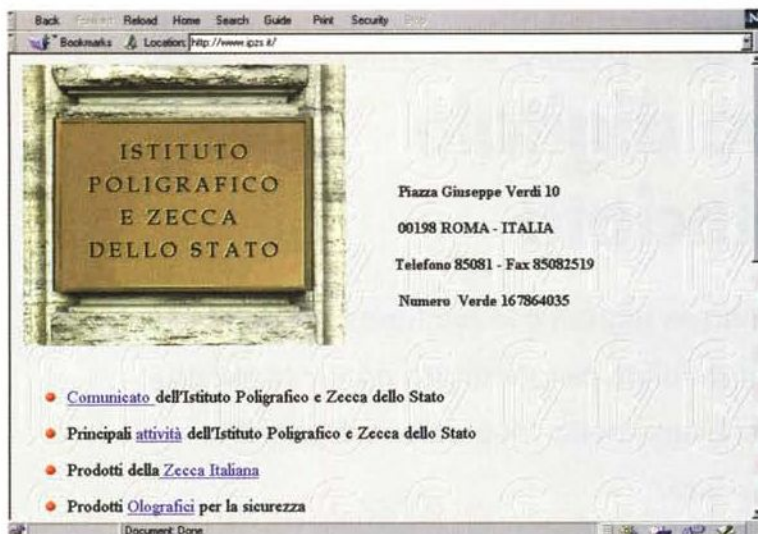 Back Forward Reload Home Search Guide Print Security Stop
N
Bookmarks Location: http://www.ipzs.it/
ISTITUTO
POLIGRAFICO
E ZECCA
DELLO STATO
Piazza Giuseppe Verdi 10
00198 ROMA - ITALIA
Telefono 85081 - Fax 85082519
Numero Verde 167864035
Comunicato dell'Istituto Poligrafico e Zecca dello Stato
Principali attività dell'Istituto Poligrafico e Zecca dello Stato
Prodotti della Zecca Italiana
Prodotti Olografici per la sicurezza
Document: Done